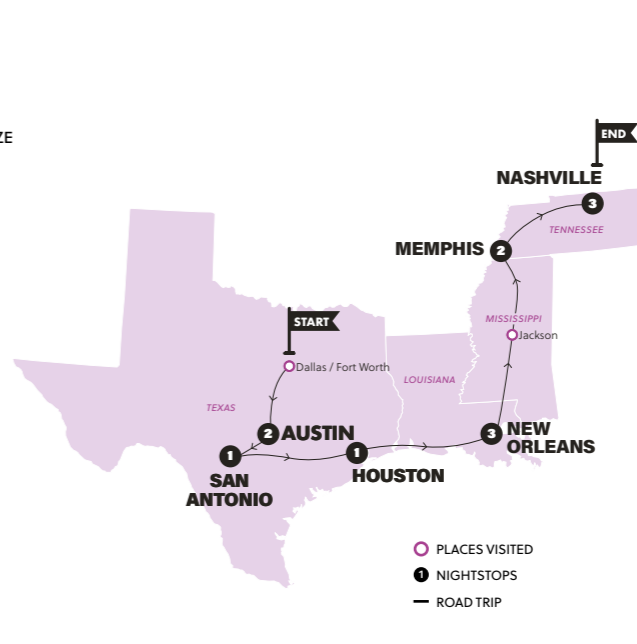 ZE
END
NASHVILLE
3
TENNESSEE
MEMPHIS 2
MISSISSIPPI
START
Jackson
Dallas / Fort Worth
LOUISIANA
TEXAS
2 AUSTIN
3 NEW
ORLEANS
1
1
SAN
ANTONIO
HOUSTON
PLACES VISITED
1 NIGHTSTOPS
ROAD TRIP